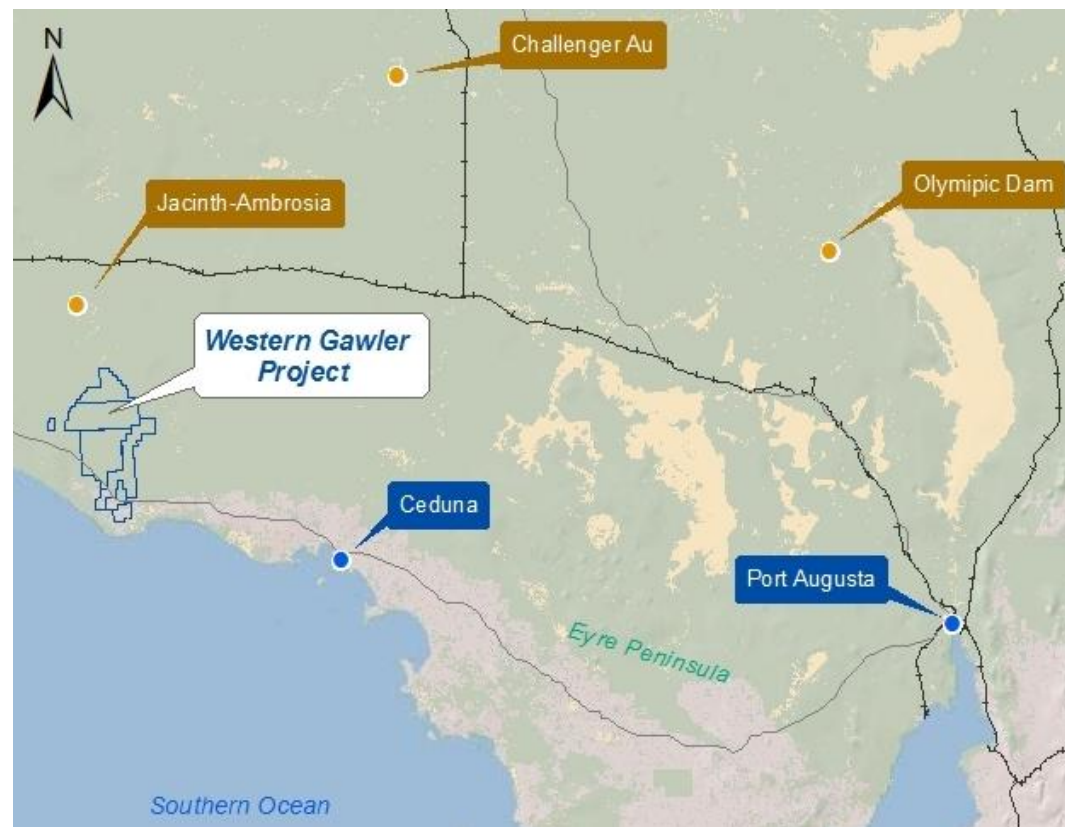 N
Challenger Au
Olymipic Dam
Jacinth-Ambrosia
Western Gawler
Project
Ceduna
Port Augusta
Eyre Peninsula
Southern Ocean